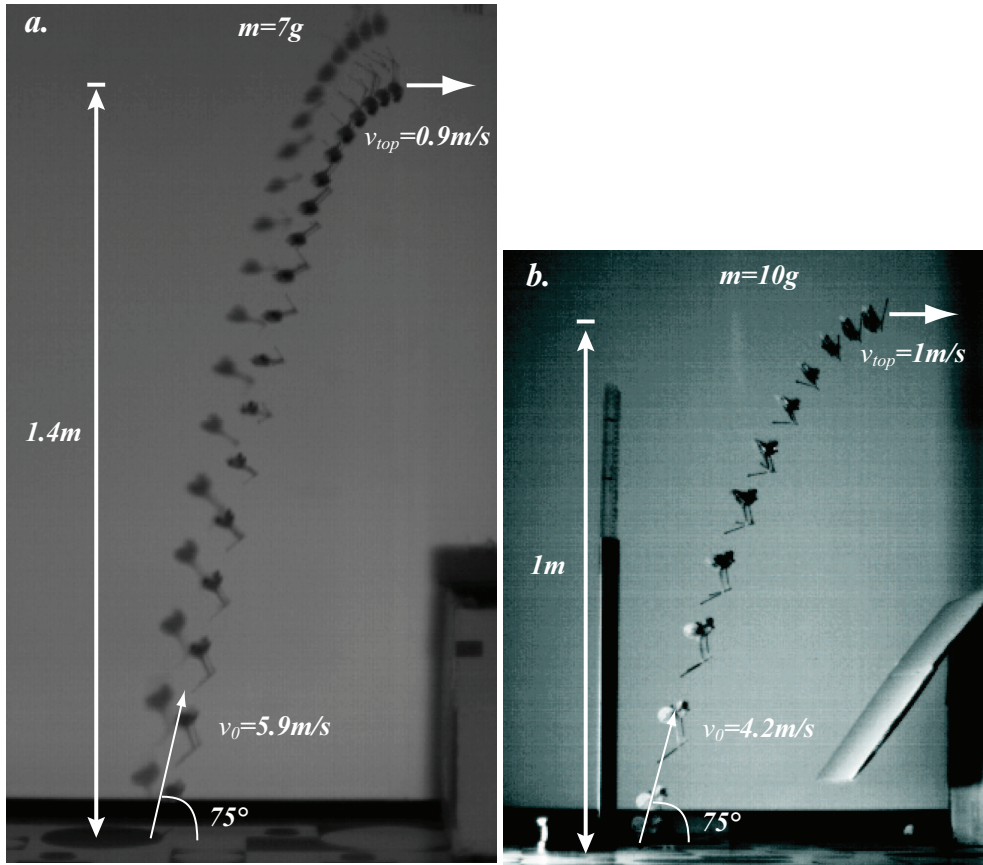 a.
m=7g
v_top=0.9m/s
1.4m
v_0=5.9m/s
75°
b.
m=10g
v_top=1m/s
1m
v_0=4.2m/s
75°